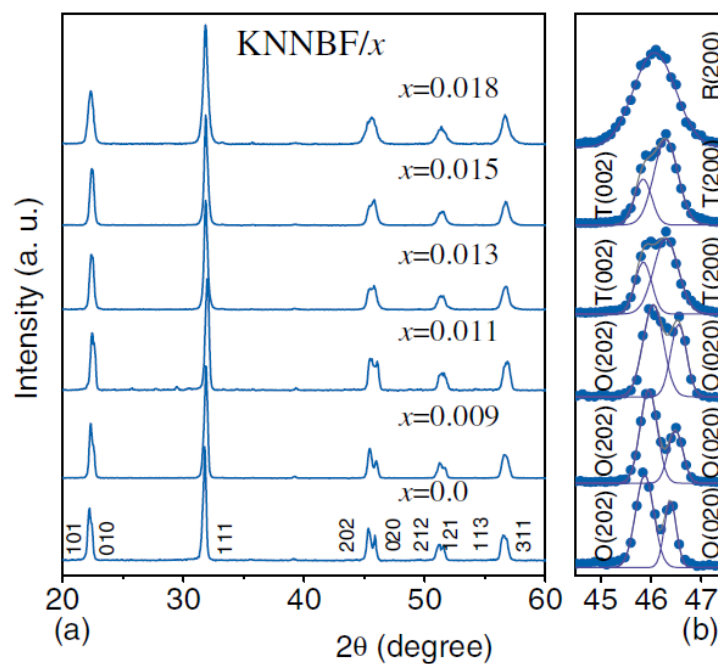 (a)
KNNBF/x
x=0.018
x=0.015
x=0.013
x=0.011
x=0.009
x=0.0
101
010
111
202
020
212
121
113
311
Intensity (a. u.)
20 30 40 50 60
2θ (degree)
(b)
R(200)
T(002) T(200)
T(002) T(200)
O(202) O(020)
O(202) O(020)
O(202) O(020)
45 46 47